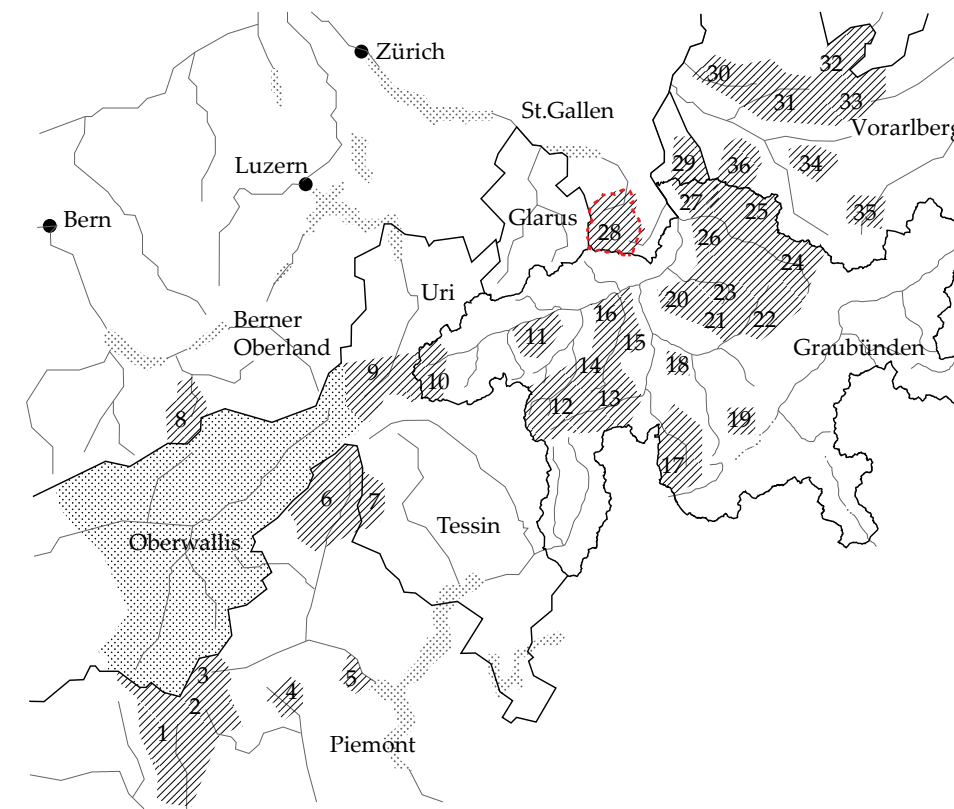 Zürich
30
32
31
33
St.Gallen
Vorarlberg
29
36
34
Luzern
27
25
35
Bern
Glarus
28
26
24
Uri
20
23
21
22
16
Berner
Oberland
11
15
Graubünden
9
10
14
18
8
12
13
19
17
6
7
Tessin
Oberwallis
3
5
4
2
1
Piemont